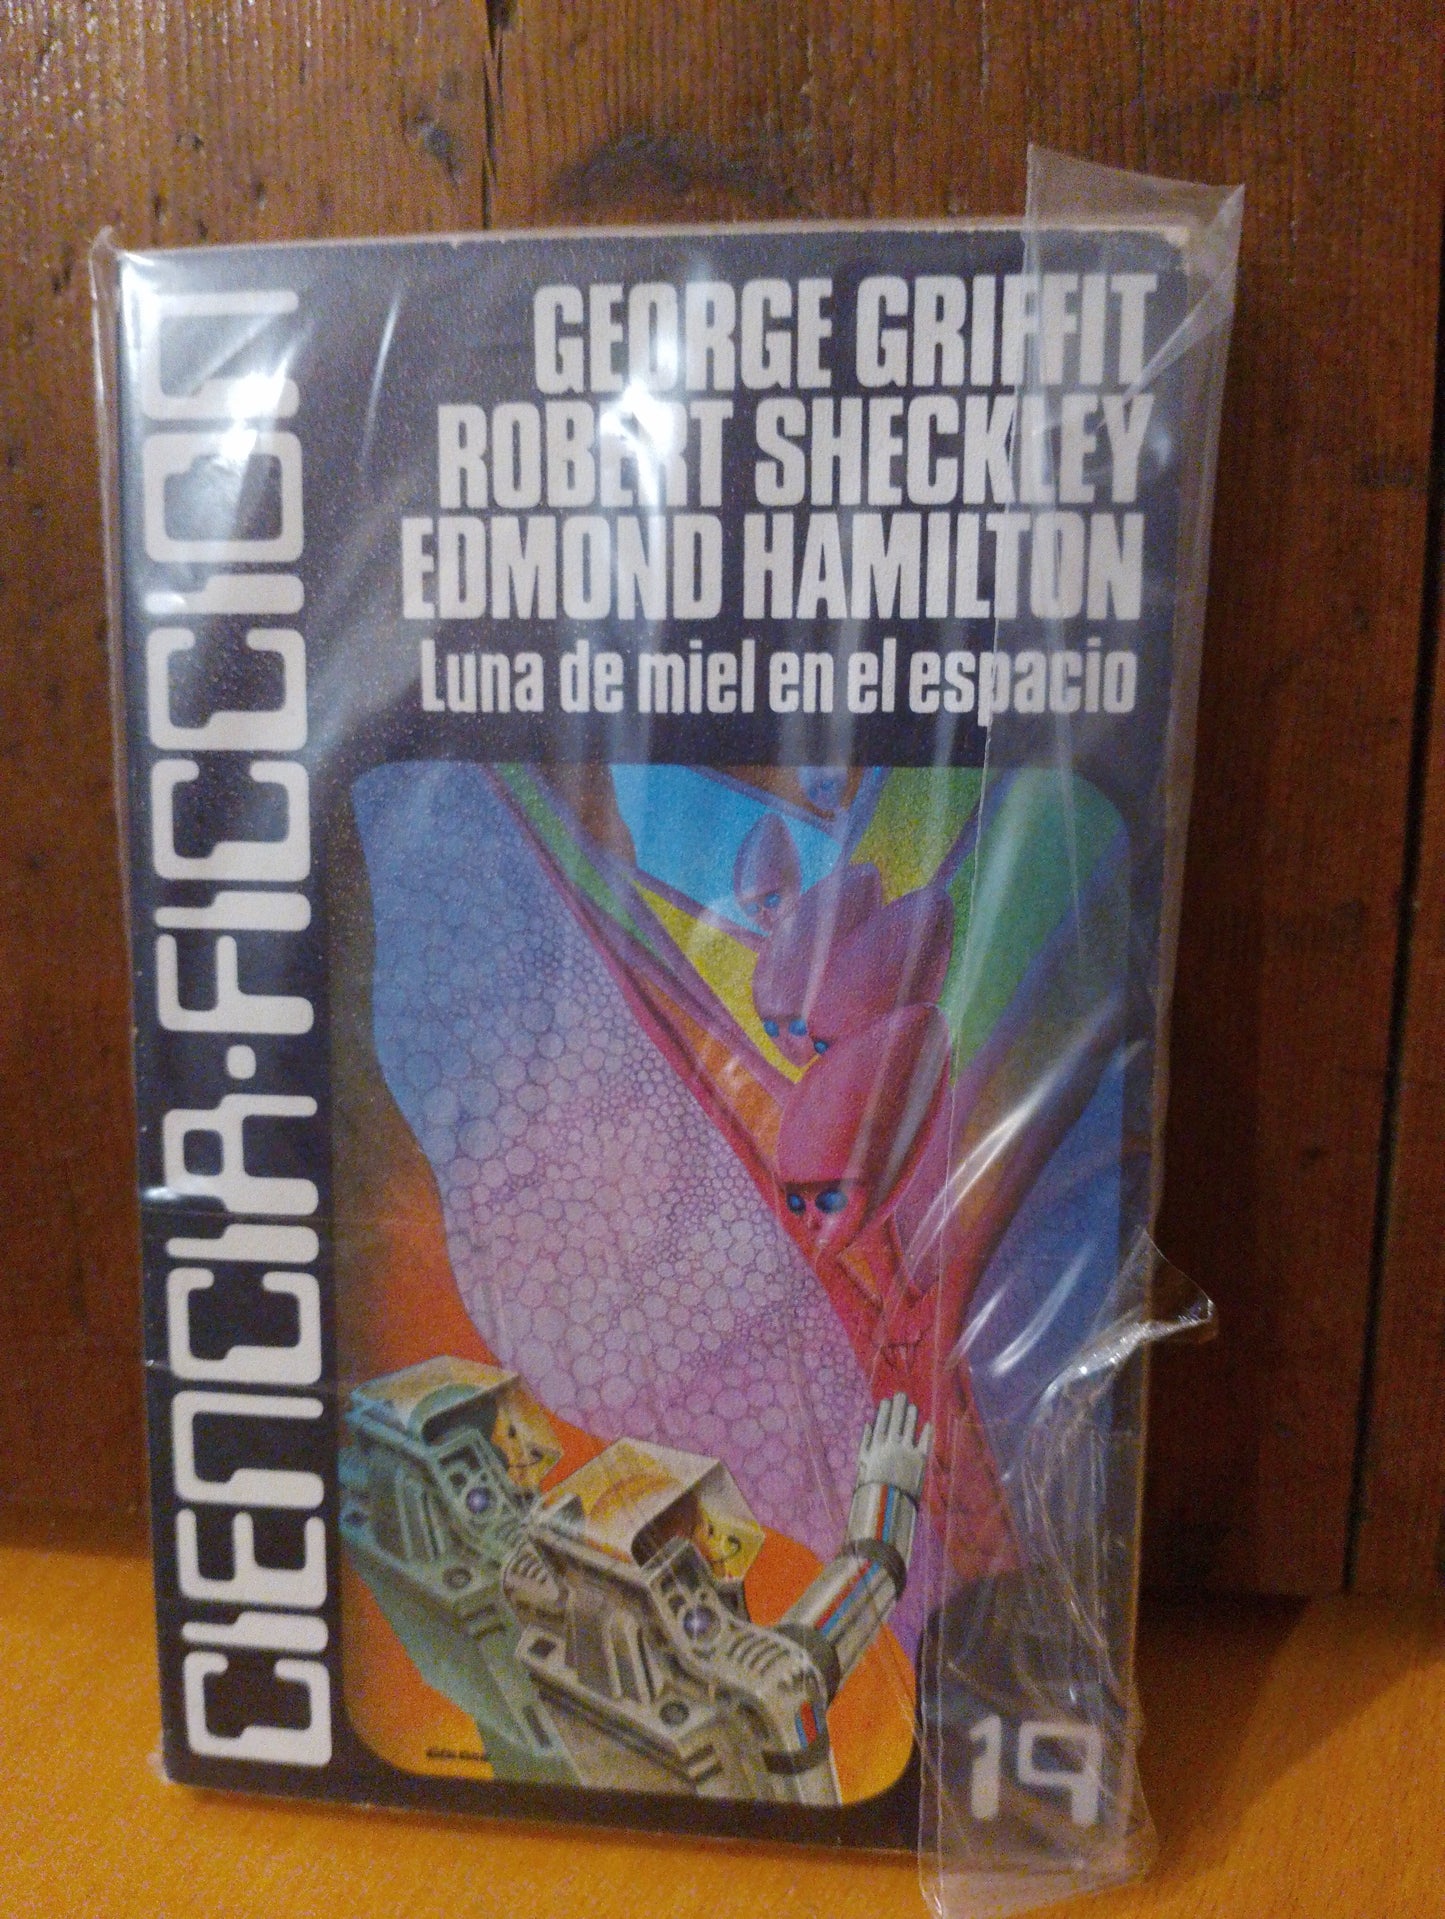 GEORGE GRIFFIT
ROBERT SHECKLEY
EDMOND HAMILTON
Luna de miel en el espacio
CIENCIA-FICCION
19